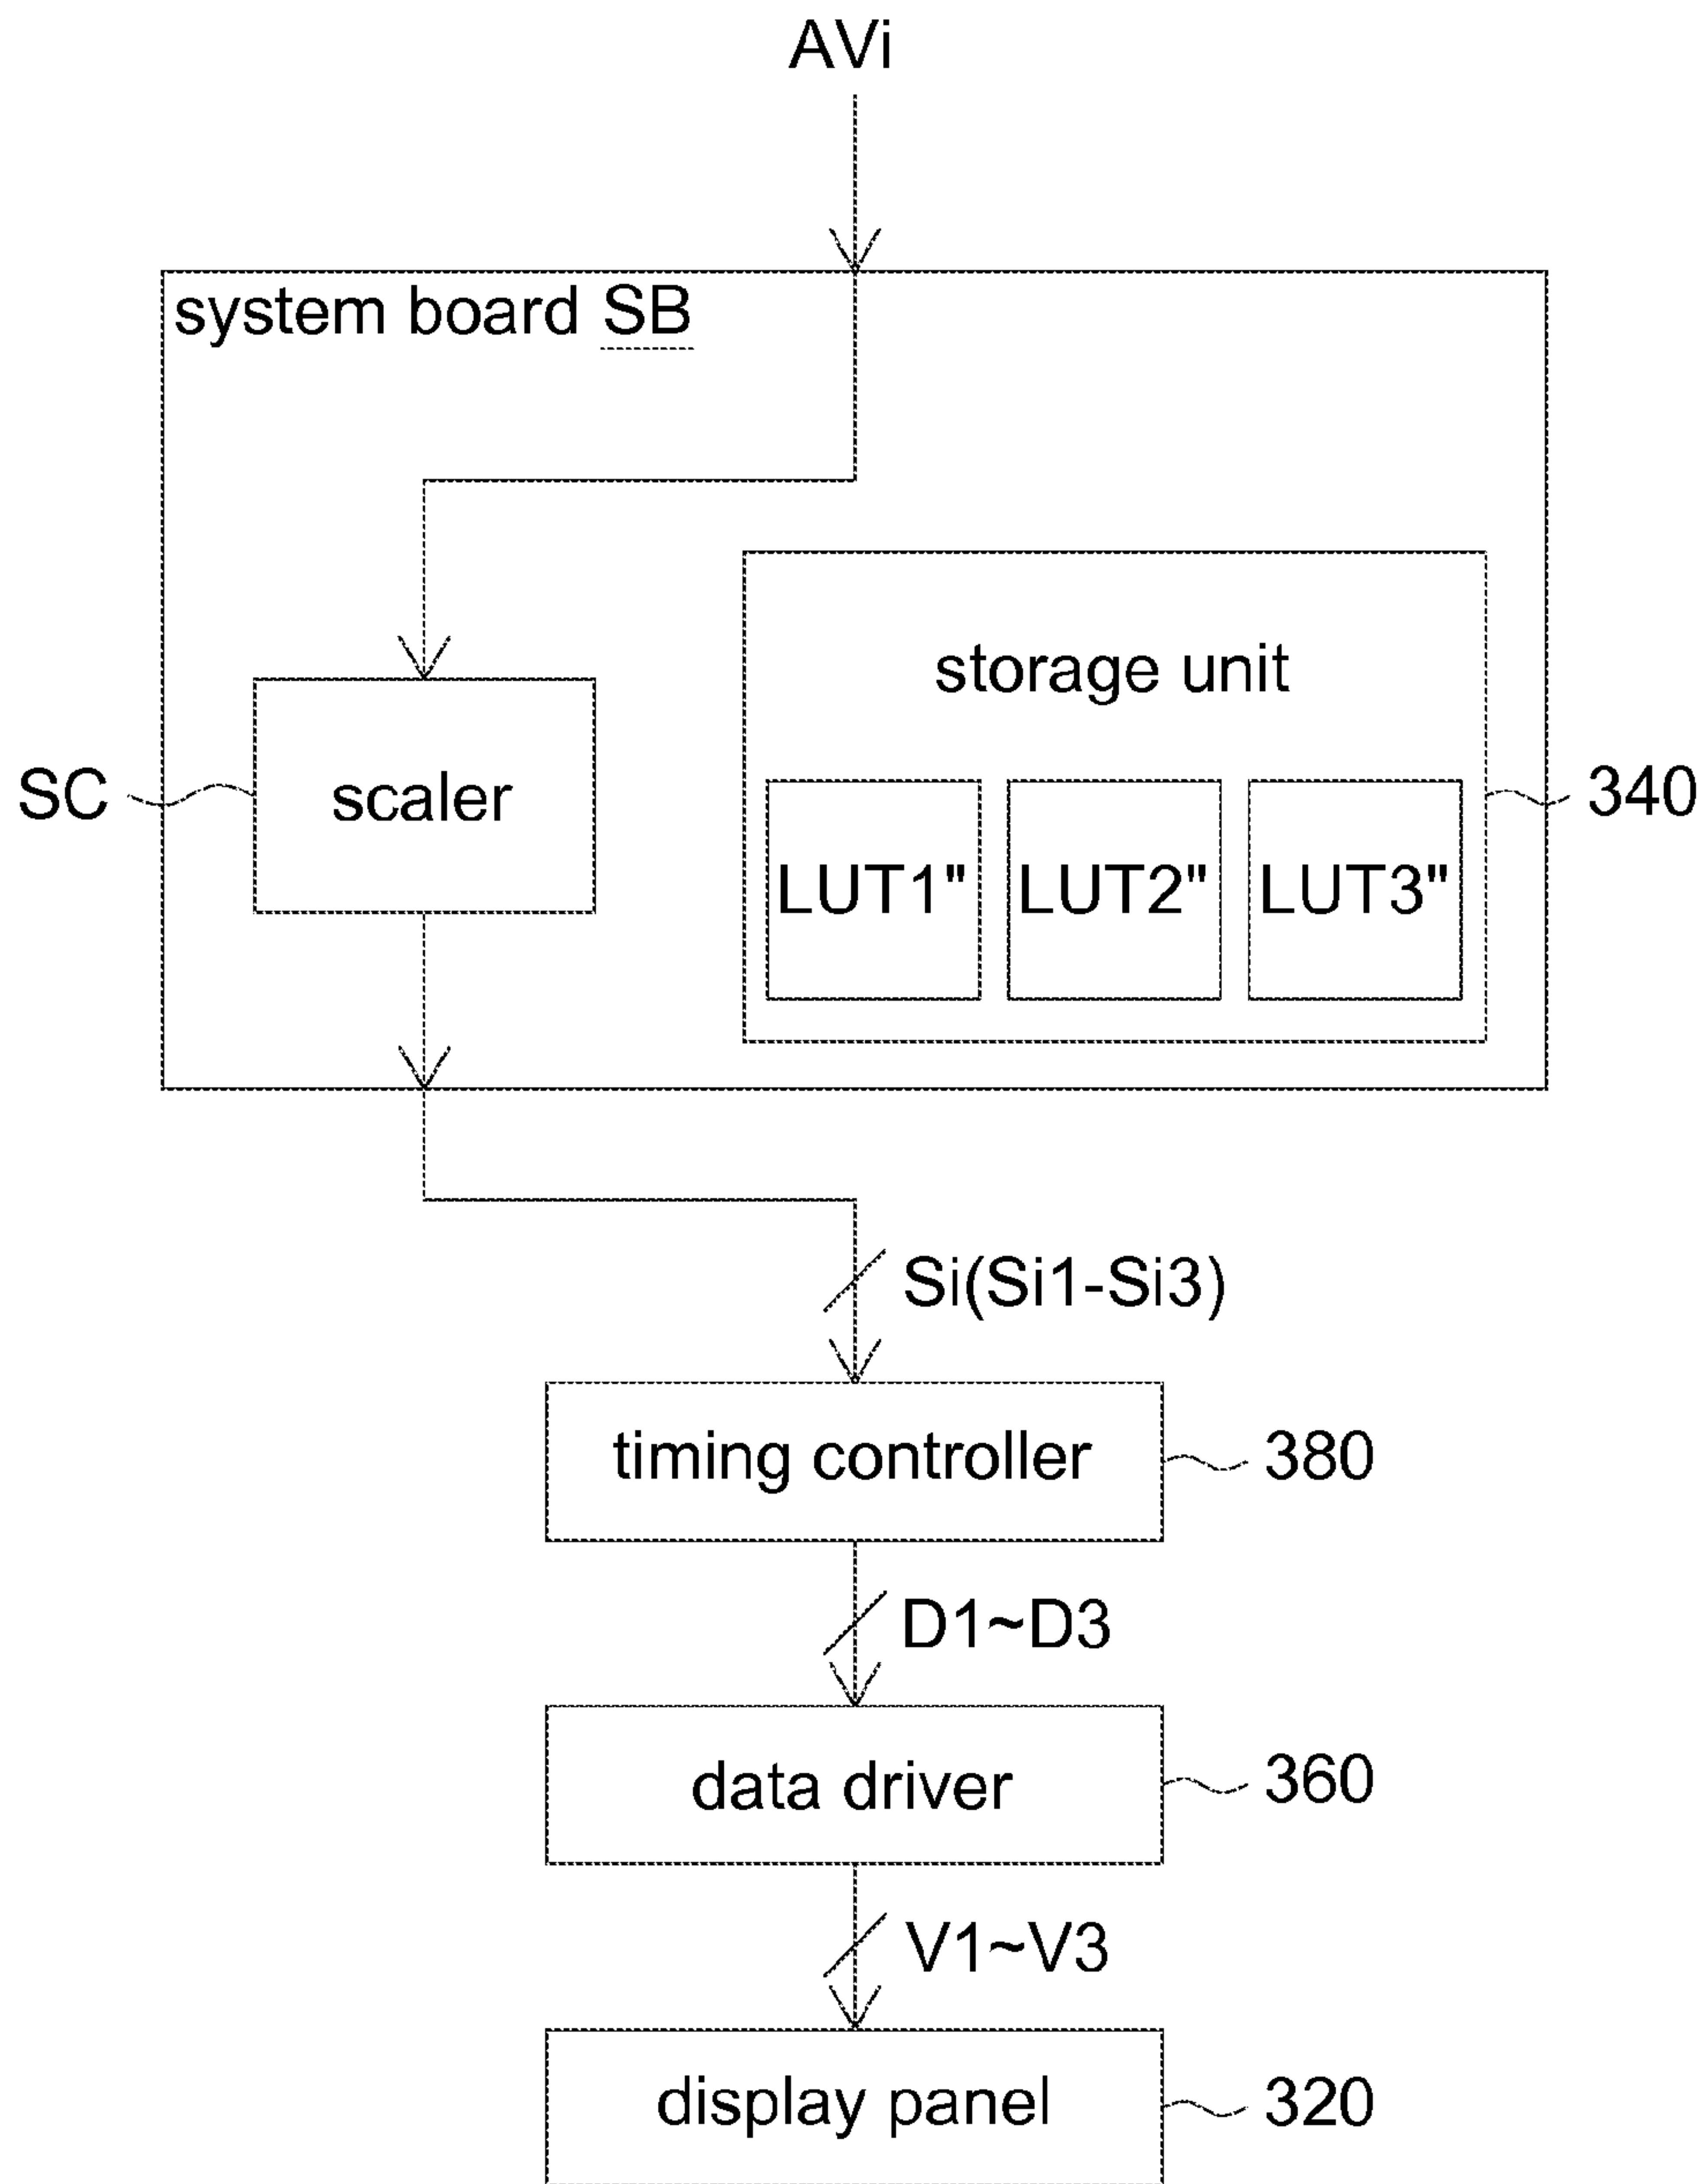 AVi
system board SB
storage unit
SC
scaler
340
LUT1" LUT2" LUT3"
Si(Si1-Si3)
timing controller
380
D1~D3
data driver
360
V1~V3
display panel
320